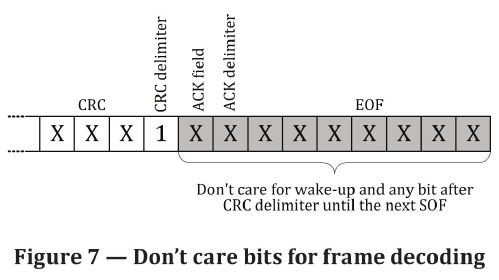 CRC
CRC delimiter
ACK field
ACK delimiter
EOF
X X X 1 X X X X X X X X X
Don't care for wake-up and any bit after
CRC delimiter until the next SOF
Figure 7 — Don't care bits for frame decoding